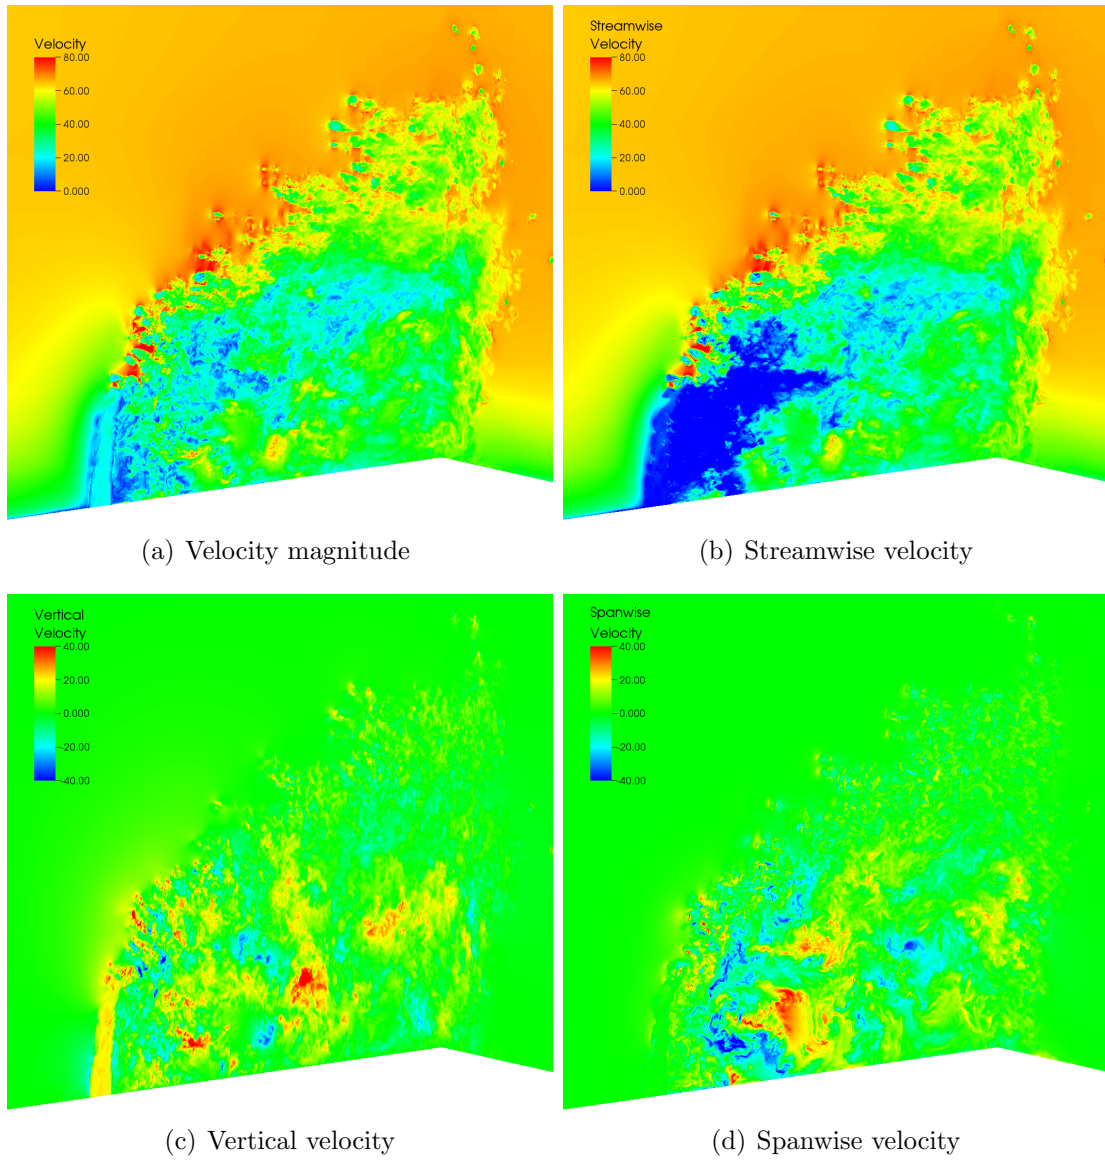 Velocity
80.00
60.00
40.00
20.00
0.000
Streamwise
Velocity
80.00
60.00
40.00
20.00
0.000
(a) Velocity magnitude
(b) Streamwise velocity
Vertical
Velocity
40.00
20.00
0.000
-20.00
-40.00
Spanwise
Velocity
40.00
20.00
0.000
-20.00
-40.00
(c) Vertical velocity
(d) Spanwise velocity